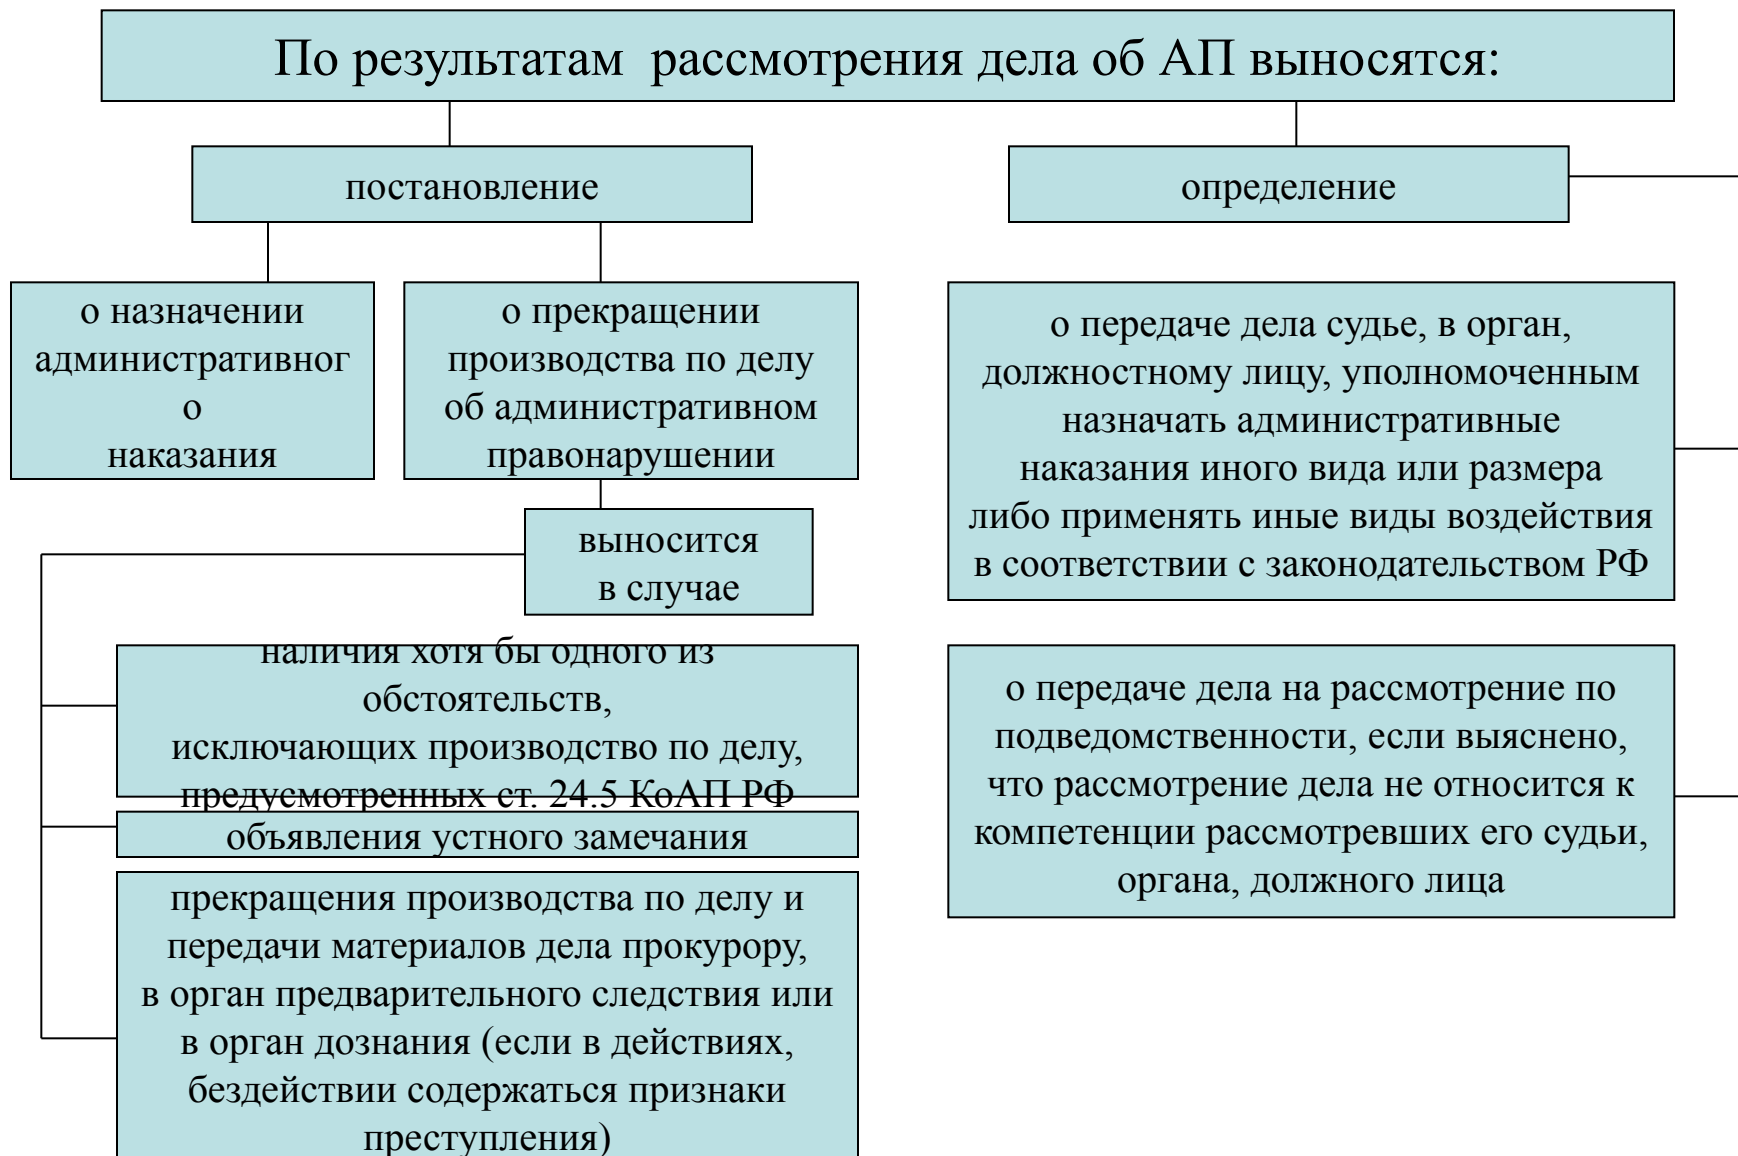 По результатам рассмотрения дела об АП выносятся:
постановление
определение
о назначении
административног
о
наказания
о прекращении
производства по делу
об административном
правонарушении
выносится
в случае
наличия хотя бы одного из
обстоятельств,
исключающих производство по делу,
предусмотренных ст. 24.5 КоАП РФ
объявления устного замечания
прекращения производства по делу и
передачи материалов дела прокурору,
в орган предварительного следствия или
в орган дознания (если в действиях,
бездействии содержаться признаки
преступления)
о передаче дела судье, в орган,
должностному лицу, уполномоченным
назначать административные
наказания иного вида или размера
либо применять иные виды воздействия
в соответствии с законодательством РФ
о передаче дела на рассмотрение по
подведомственности, если выяснено,
что рассмотрение дела не относится к
компетенции рассмотревших его судьи,
органа, должного лица